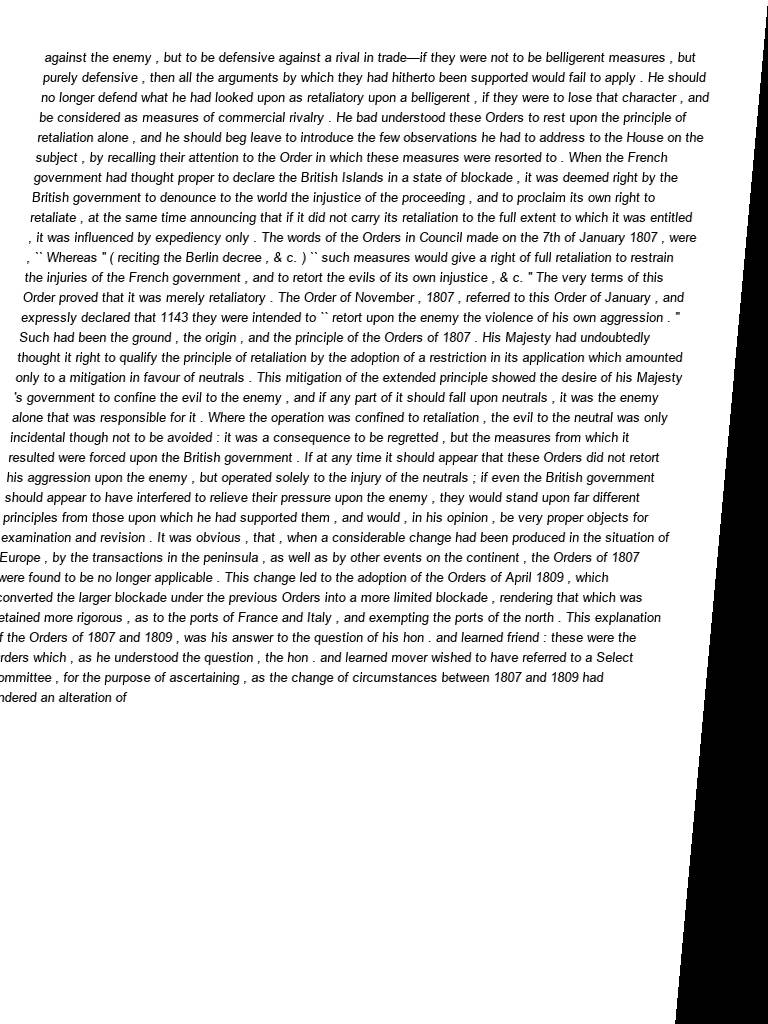 against the enemy , but to be defensive against a rival in trade—if they were not to be belligerent measures , but
purely defensive , then all the arguments by which they had hitherto been supported would fail to apply . He should
no longer defend what he had looked upon as retaliatory upon a belligerent , if they were to lose that character , and
be considered as measures of commercial rivalry . He bad understood these Orders to rest upon the principle of
retaliation alone , and he should beg leave to introduce the few observations he had to address to the House on the
subject , by recalling their attention to the Order in which these measures were resorted to . When the French
government had thought proper to declare the British Islands in a state of blockade , it was deemed right by the
British government to denounce to the world the injustice of the proceeding , and to proclaim its own right to
retaliate , at the same time announcing that if it did not carry its retaliation to the full extent to which it was entitled
, it was influenced by expediency only . The words of the Orders in Council made on the 7th of January 1807 , were
, `` Whereas '' ( reciting the Berlin decree , & c. ) `` such measures would give a right of full retaliation to restrain
the injuries of the French government , and to retort the evils of its own injustice , & c. '' The very terms of this
Order proved that it was merely retaliatory . The Order of November , 1807 , referred to this Order of January , and
expressly declared that 1143 they were intended to `` retort upon the enemy the violence of his own aggression . ''
Such had been the ground , the origin , and the principle of the Orders of 1807 . His Majesty had undoubtedly
thought it right to qualify the principle of retaliation by the adoption of a restriction in its application which amounted
only to a mitigation in favour of neutrals . This mitigation of the extended principle showed the desire of his Majesty
's government to confine the evil to the enemy , and if any part of it should fall upon neutrals , it was the enemy
alone that was responsible for it . Where the operation was confined to retaliation , the evil to the neutral was only
incidental though not to be avoided : it was a consequence to be regretted , but the measures from which it
resulted were forced upon the British government . If at any time it should appear that these Orders did not retort
his aggression upon the enemy , but operated solely to the injury of the neutrals ; if even the British government
should appear to have interfered to relieve their pressure upon the enemy , they would stand upon far different
principles from those upon which he had supported them , and would , in his opinion , be very proper objects for
examination and revision . It was obvious , that , when a considerable change had been produced in the situation of
Europe , by the transactions in the peninsula , as well as by other events on the continent , the Orders of 1807
were found to be no longer applicable . This change led to the adoption of the Orders of April 1809 , which
converted the larger blockade under the previous Orders into a more limited blockade , rendering that which was
etained more rigorous , as to the ports of France and Italy , and exempting the ports of the north . This explanation
f the Orders of 1807 and 1809 , was his answer to the question of his hon . and learned friend : these were the
rders which , as he understood the question , the hon . and learned mover wished to have referred to a Select
ommittee , for the purpose of ascertaining , as the change of circumstances between 1807 and 1809 had
ndered an alteration of